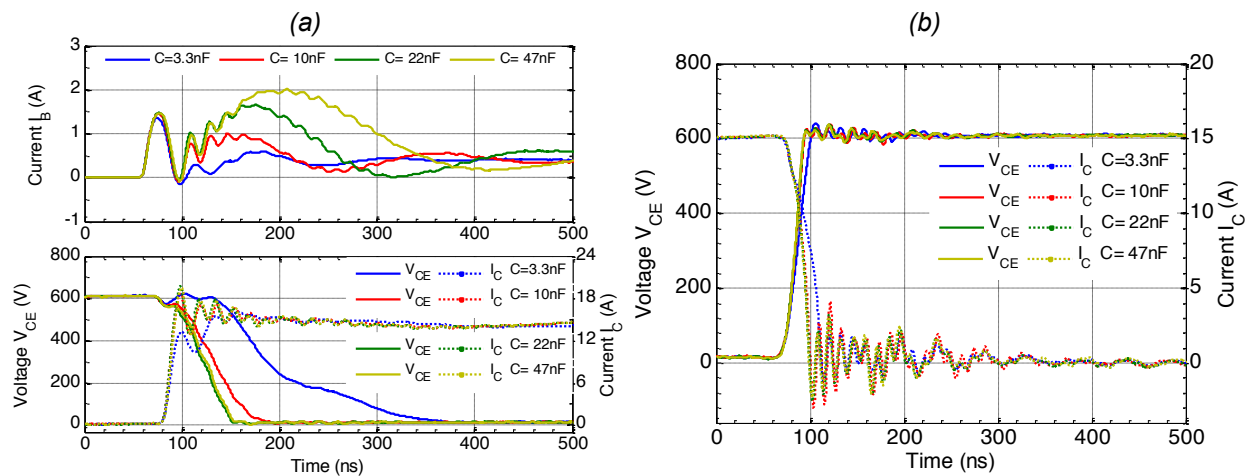 (a)
3
2
1
0
-1
Current I_B (A)
C=3.3nF C= 10nF C= 22nF C= 47nF
0 100 200 300 400 500
800
600
400
200
0
Voltage V_CE (V)
24
18
12
6
0
Current I_C (A)
V_CE I_C C=3.3nF
V_CE I_C C= 10nF
V_CE I_C C= 22nF
V_CE I_C C= 47nF
0 100 200 300 400 500
Time (ns)
(b)
800
600
400
200
0
Voltage V_CE (V)
20
15
10
5
0
Current I_C (A)
V_CE I_C C=3.3nF
V_CE I_C C= 10nF
V_CE I_C C= 22nF
V_CE I_C C= 47nF
0 100 200 300 400 500
Time (ns)